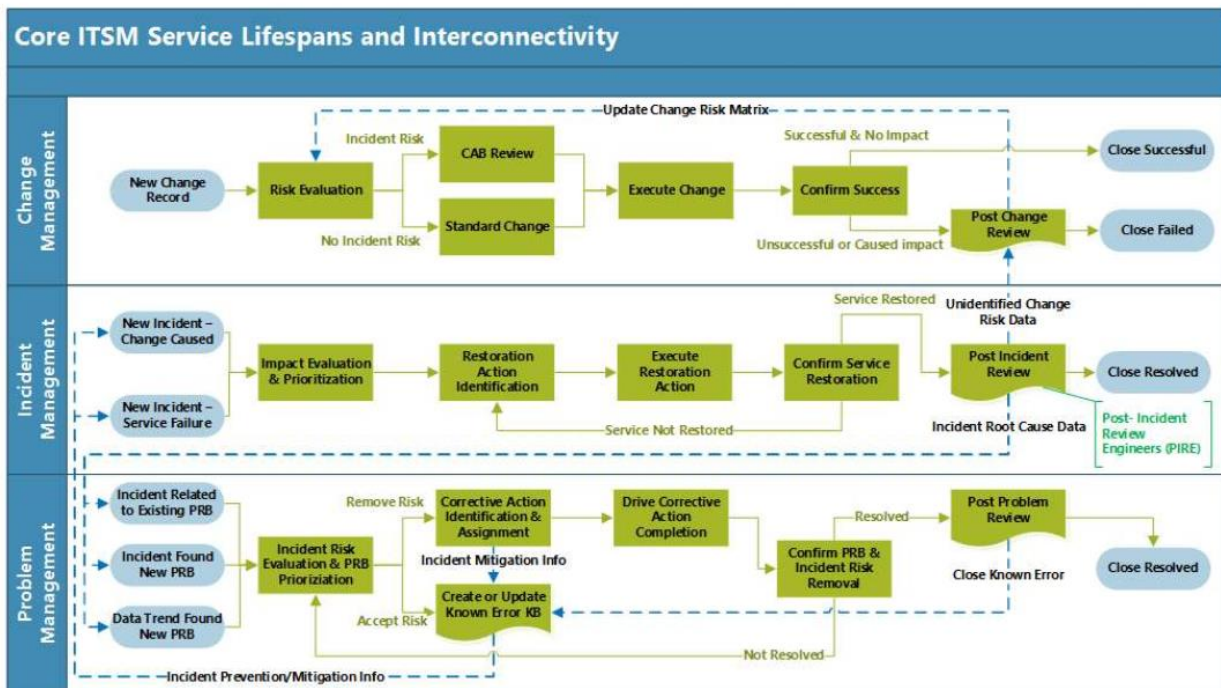 Core ITSM Service Lifespans and Interconnectivity
Change
Management
Update Change Risk Matrix
Incident Risk
Successful & No Impact
CAB Review
Close Successful
New Change
Record
Risk Evaluation
Execute Change
Confirm Success
Standard Change
Post Change
Review
Close Failed
No Incident Risk
Unsuccessful or Caused impact
Incident
Management
Service Restored
Unidentified Change
Risk Data
New Incident –
Change Caused
Impact Evaluation
& Prioritization
Restoration
Action
Identification
Execute
Restoration
Action
Confirm Service
Restoration
Post Incident
Review
Close Resolved
New Incident –
Service Failure
Service Not Restored
Incident Root Cause Data
Post- Incident
Review
Engineers (PIRE)
Problem
Management
Incident Related
to Existing PRB
Remove Risk
Corrective Action
Identification &
Assignment
Drive Corrective
Action
Completion
Resolved
Post Problem
Review
Incident Found
New PRB
Incident Risk
Evaluation & PRB
Prioriziation
Incident Mitigation Info
Confirm PRB &
Incident Risk
Removal
Close Known Error
Close Resolved
Data Trend Found
New PRB
Accept Risk
Create or Update
Known Error KB
Not Resolved
Incident Prevention/Mitigation Info